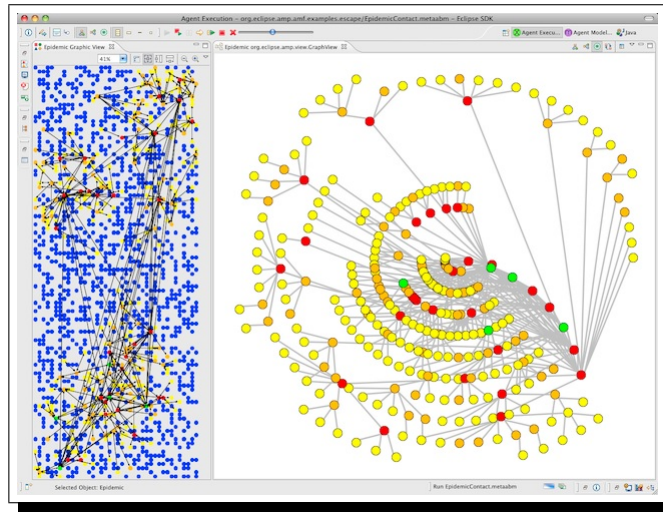 Agent Execution - org.eclipse.amp.amf.examples.escape/EpidemicContact.metaabm - Eclipse SDK
Agent Execu...
Agent Model...
Java
Epidemic Graphic View
Epidemic org.eclipse.amp.view.GraphView
41%
Selected Object: Epidemic
Run EpidemicContact.metaabm